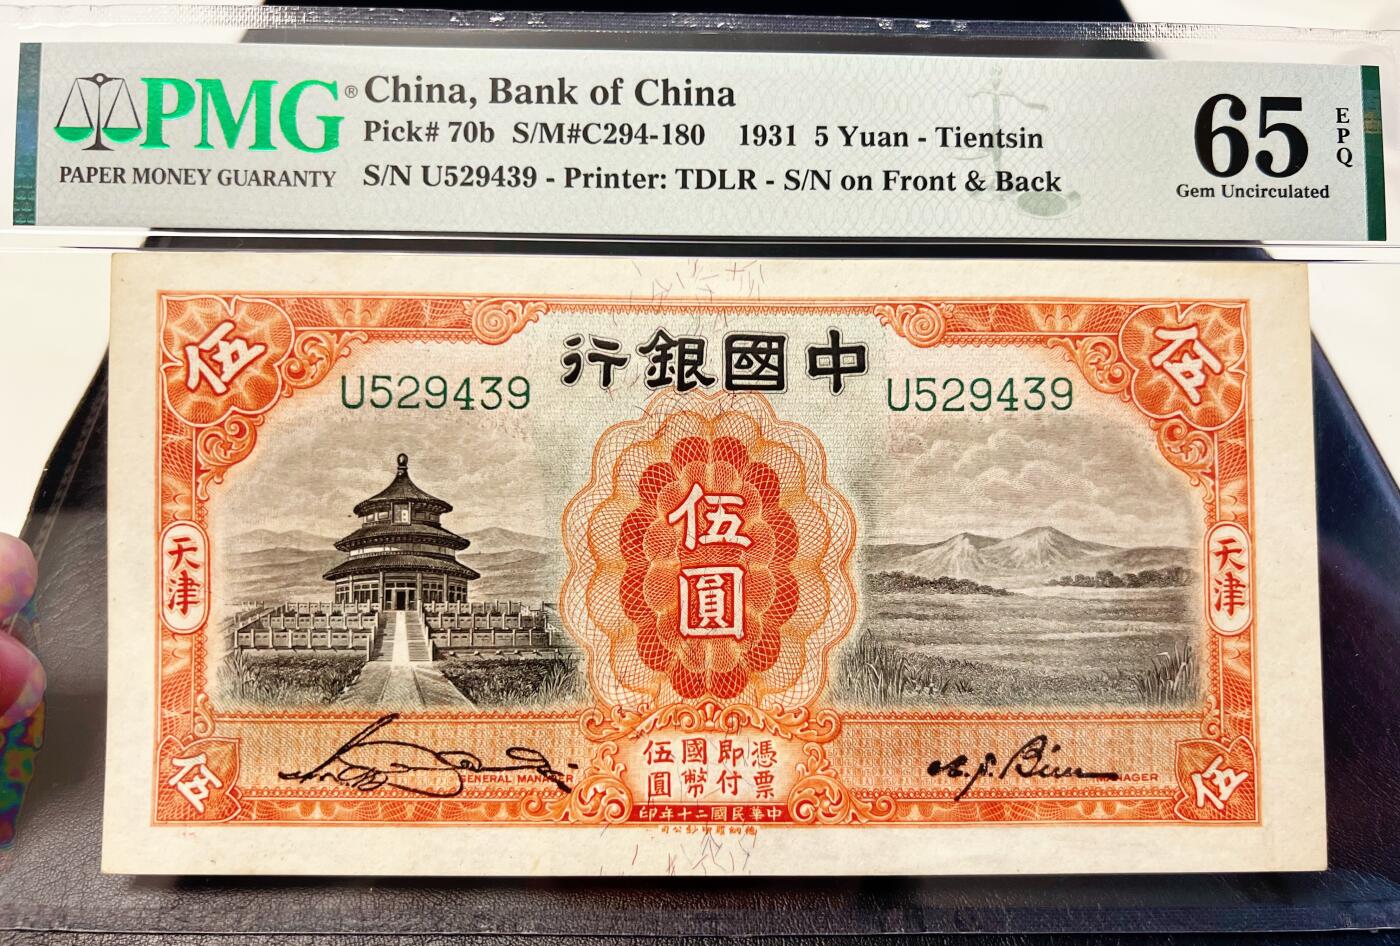 PMG®
PAPER MONEY GUARANTY
China, Bank of China
Pick# 70b S/M#C294-180 1931 5 Yuan - Tientsin
S/N U529439 - Printer: TDLR - S/N on Front & Back
65
EPQ
Gem Uncirculated
行銀國中
伍
伍
U529439
U529439
伍圓
天津
天津
憑票
即付
國幣
伍圓
GENERAL MANAGER
NAGER
伍
伍
印年十二國民華中